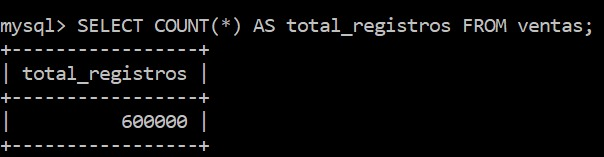 mysql> SELECT COUNT(*) AS total_registros FROM ventas;
+-----------------+
| total_registros |
+-----------------+
|          600000 |
+-----------------+